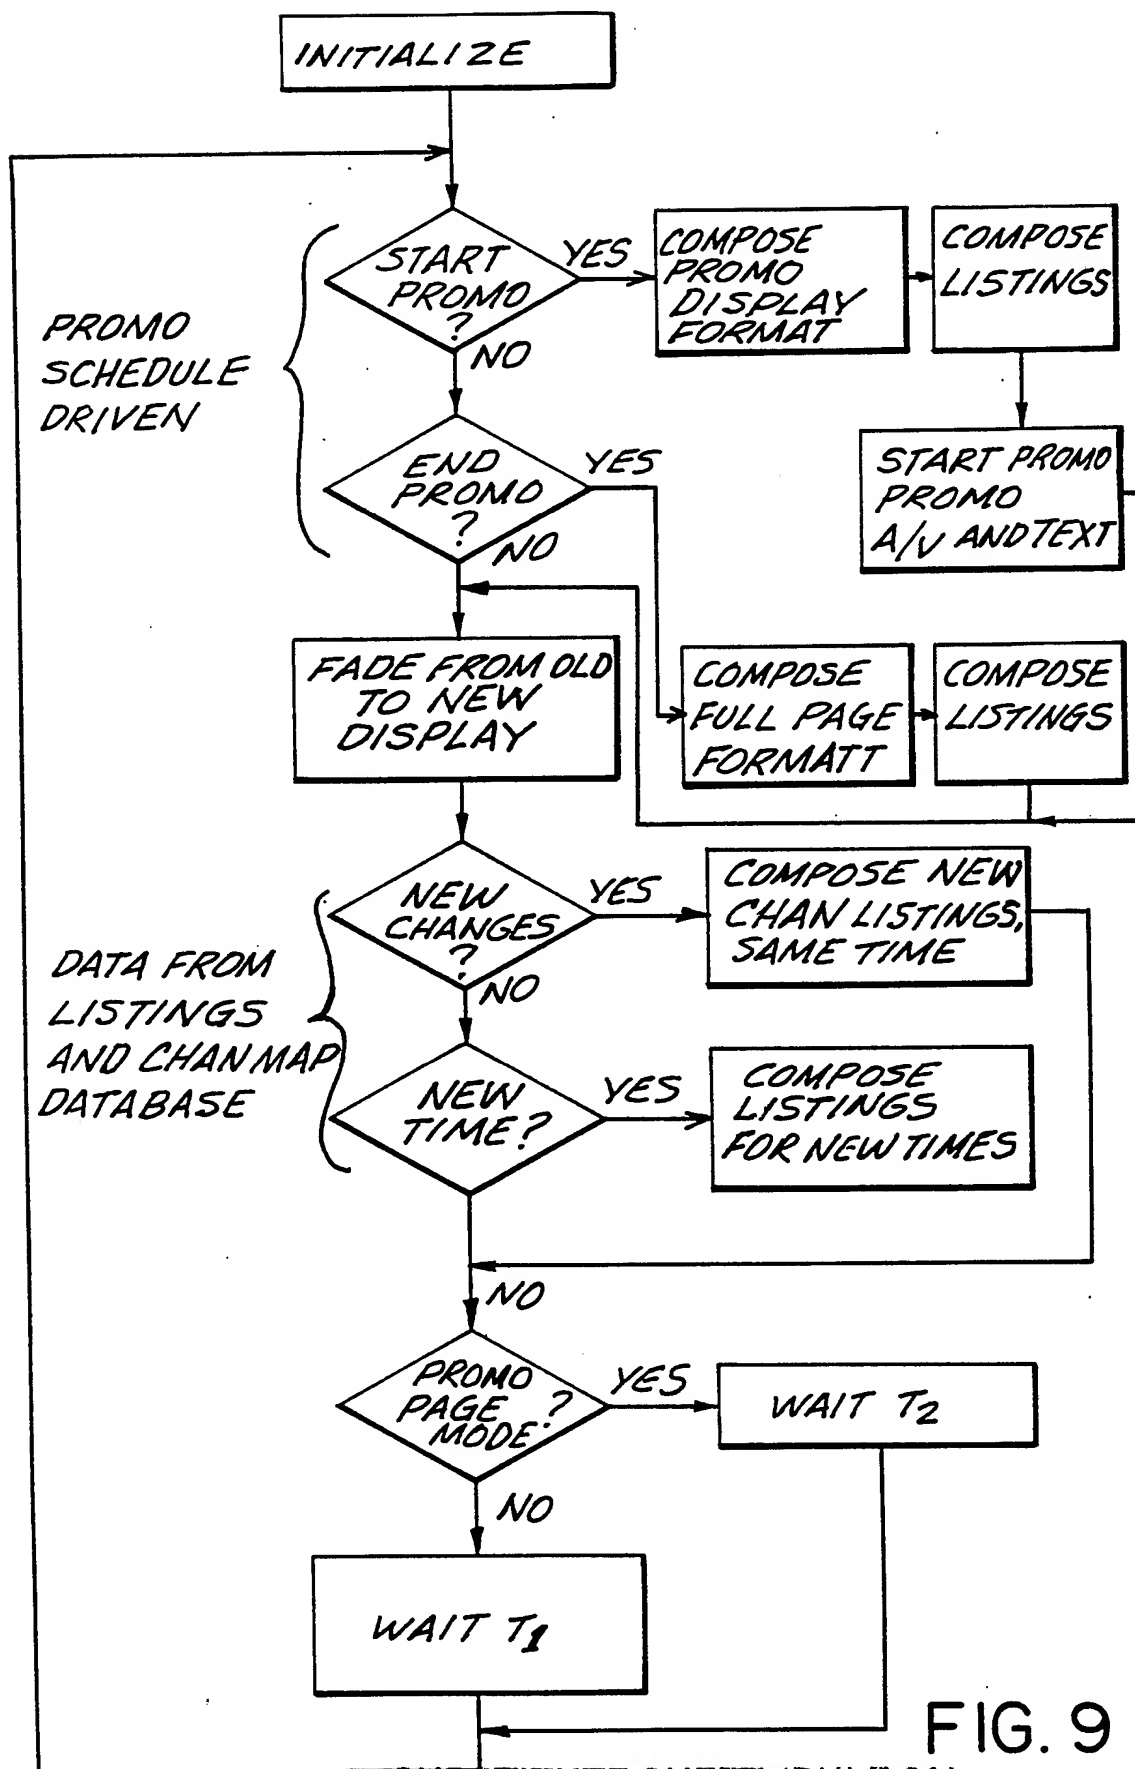 INITIALIZE
START
PROMO
?
YES
NO
COMPOSE
PROMO
DISPLAY
FORMAT
COMPOSE
LISTINGS
PROMO
SCHEDULE
DRIVEN
START PROMO
PROMO
A/V AND TEXT
END
PROMO
?
YES
NO
FADE FROM OLD
TO NEW
DISPLAY
COMPOSE
FULL PAGE
FORMATT
COMPOSE
LISTINGS
NEW
CHANGES
?
YES
NO
COMPOSE NEW
CHAN LISTINGS,
SAME TIME
DATA FROM
LISTINGS
AND CHAN MAP
DATABASE
NEW
TIME?
YES
COMPOSE
LISTINGS
FOR NEW TIMES
NO
PROMO
PAGE ?
MODE
YES
WAIT T2
NO
WAIT T1
FIG. 9